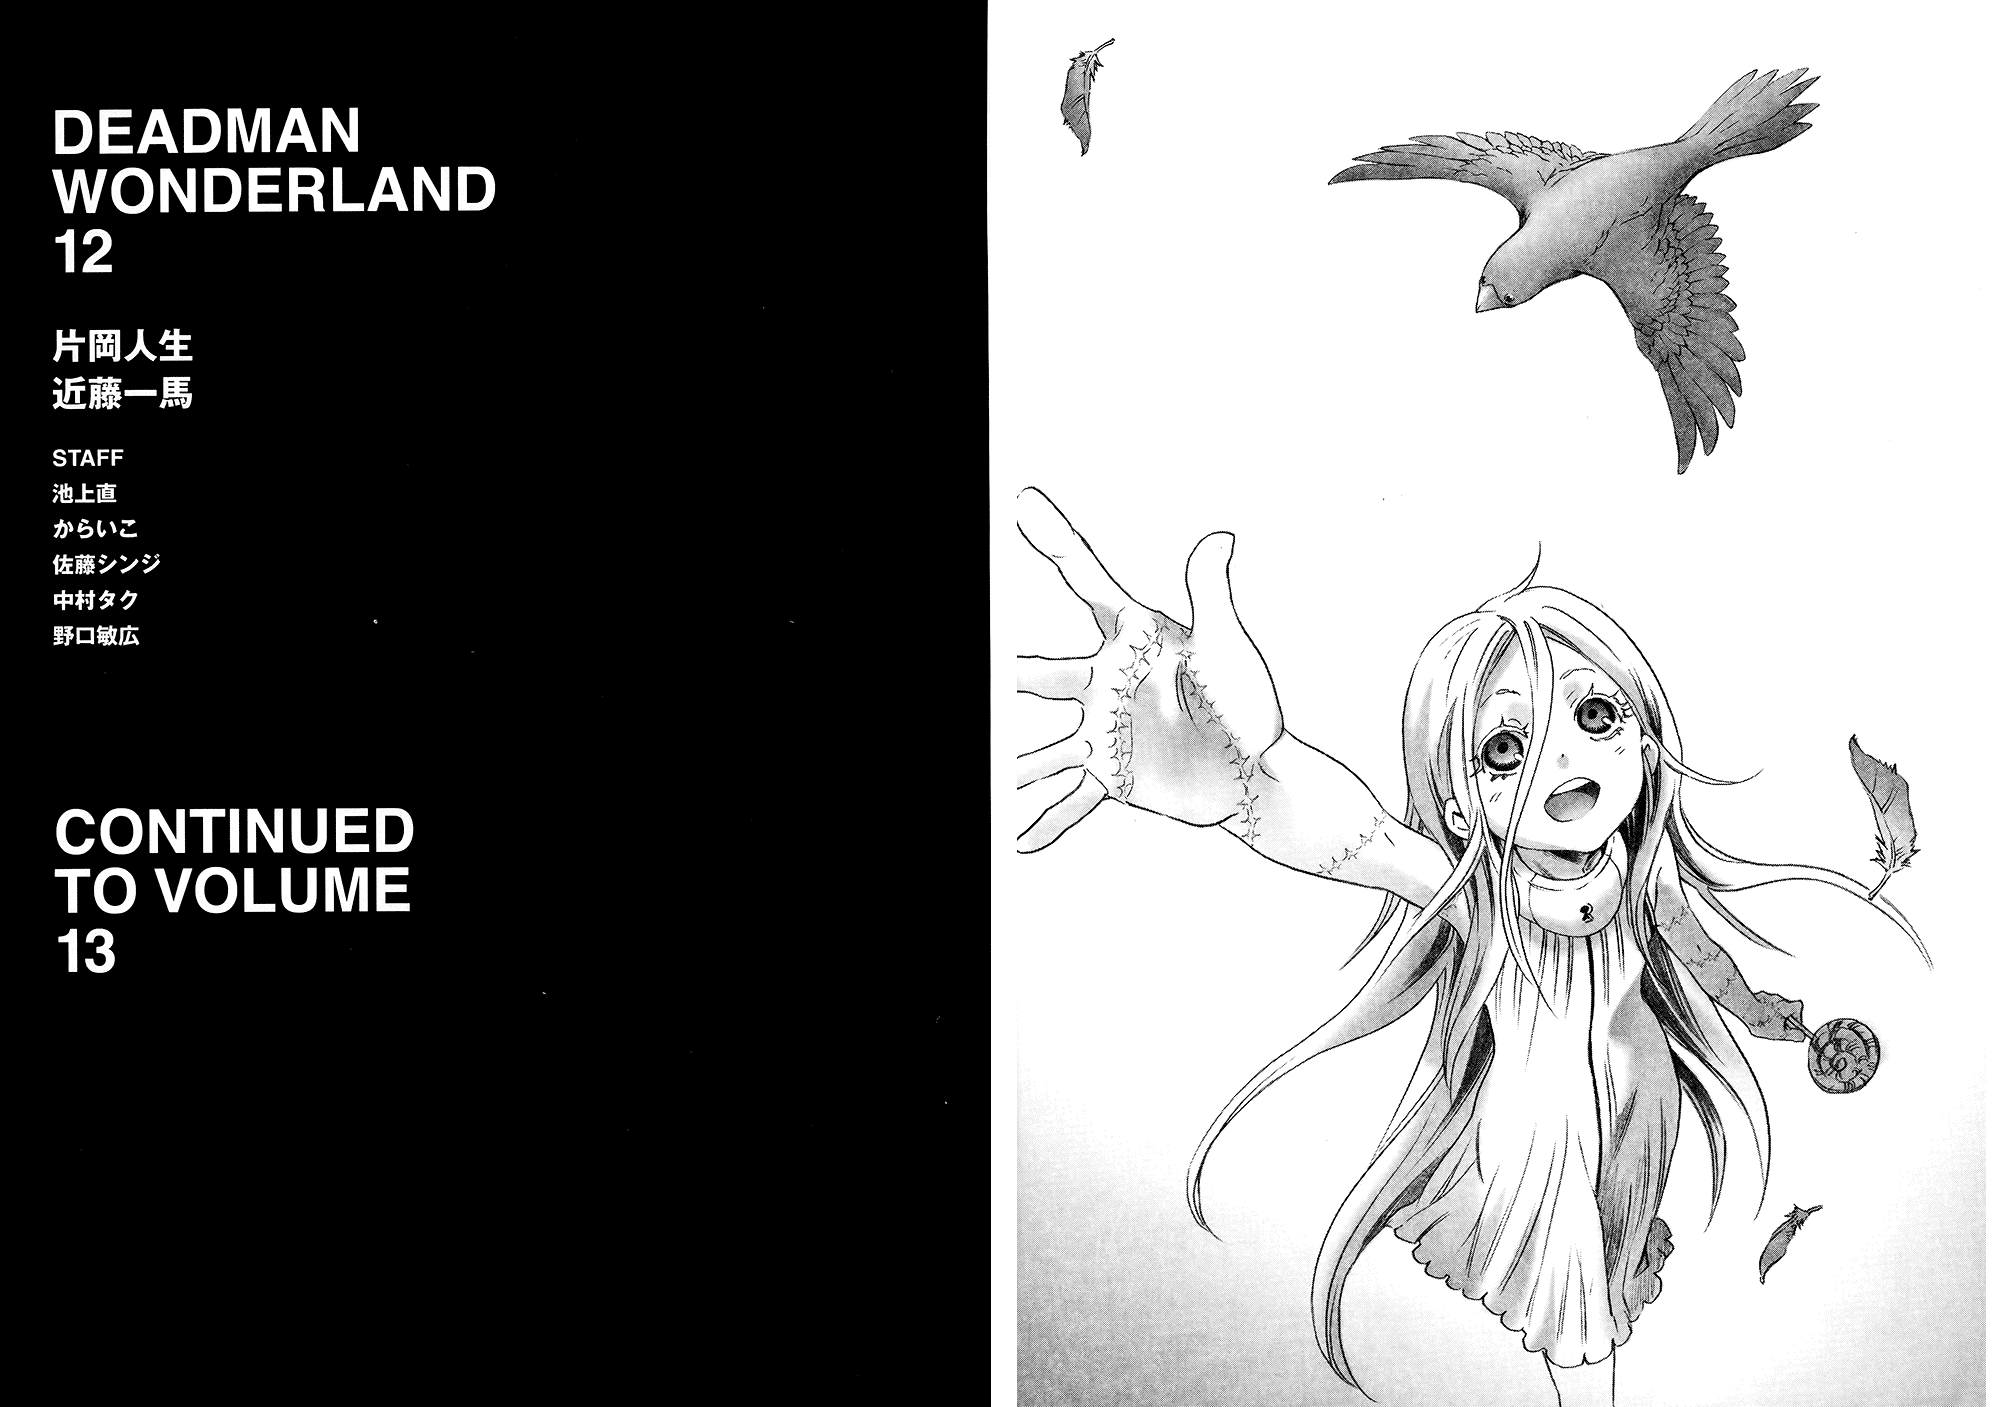 DEADMAN
WONDERLAND
12
片岡人生
近藤一馬
STAFF
池上直
からいこ
佐藤シンジ
中村タク
野口敏広
CONTINUED
TO VOLUME
13